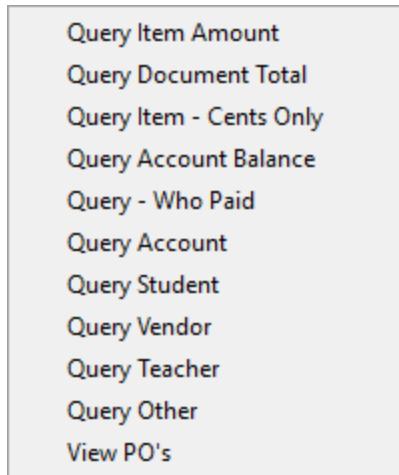 Query Item Amount
Query Document Total
Query Item - Cents Only
Query Account Balance
Query - Who Paid
Query Account
Query Student
Query Vendor
Query Teacher
Query Other
View PO's